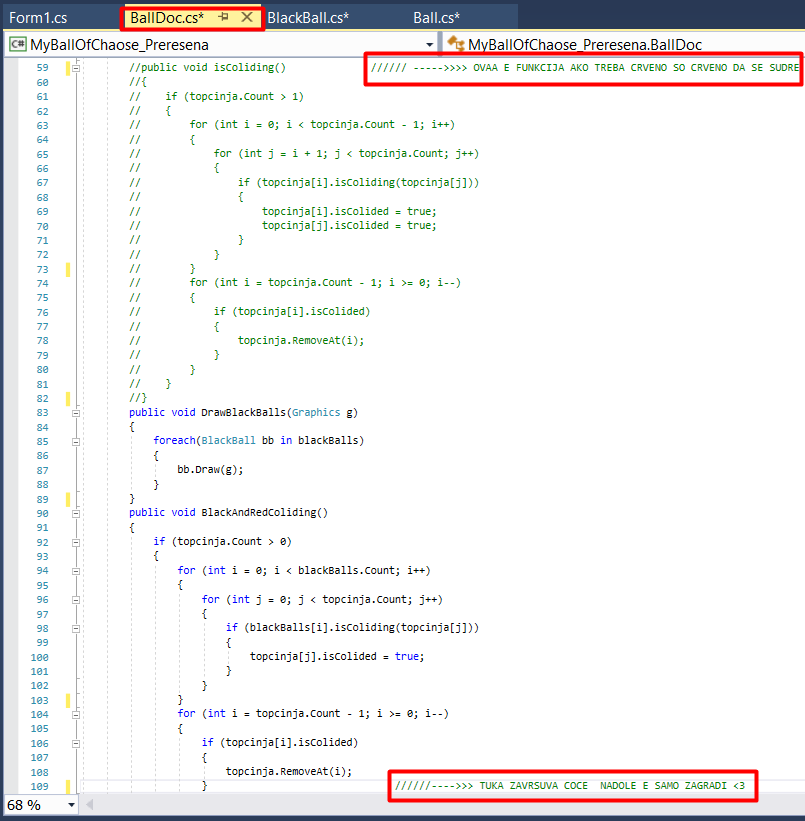 Form1.cs BallDoc.cs* BlackBall.cs* Ball.cs*
C# MyBallOfChaose_Preresena MyBallOfChaose_Preresena.BallDoc
59 //public void isColiding() ////// ----->>>> OVAA E FUNKCIJA AKO TREBA CRVENO SO CRVENO DA SE SUDRE
60 //{
61 // if (topcinja.Count > 1)
62 // {
63 // for (int i = 0; i < topcinja.Count - 1; i++)
64 // {
65 // for (int j = i + 1; j < topcinja.Count; j++)
66 // {
67 // if (topcinja[i].isColiding(topcinja[j]))
68 // {
69 // topcinja[i].isColided = true;
70 // topcinja[j].isColided = true;
71 // }
72 // }
73 // }
74 // for (int i = topcinja.Count - 1; i >= 0; i--)
75 // {
76 // if (topcinja[i].isColided)
77 // {
78 // topcinja.RemoveAt(i);
79 // }
80 // }
81 // }
82 //}
83 public void DrawBlackBalls(Graphics g)
84 {
85 foreach(BlackBall bb in blackBalls)
86 {
87 bb.Draw(g);
88 }
89 }
90 public void BlackAndRedColiding()
91 {
92 if (topcinja.Count > 0)
93 {
94 for (int i = 0; i < blackBalls.Count; i++)
95 {
96 for (int j = 0; j < topcinja.Count; j++)
97 {
98 if (blackBalls[i].isColiding(topcinja[j]))
99 {
100 topcinja[j].isColided = true;
101 }
102 }
103 }
104 for (int i = topcinja.Count - 1; i >= 0; i--)
105 {
106 if (topcinja[i].isColided)
107 {
108 topcinja.RemoveAt(i);
109 } //////---->>> TUKA ZAVRSUVA COCE NADOLE E SAMO ZAGRADI <3
68 %